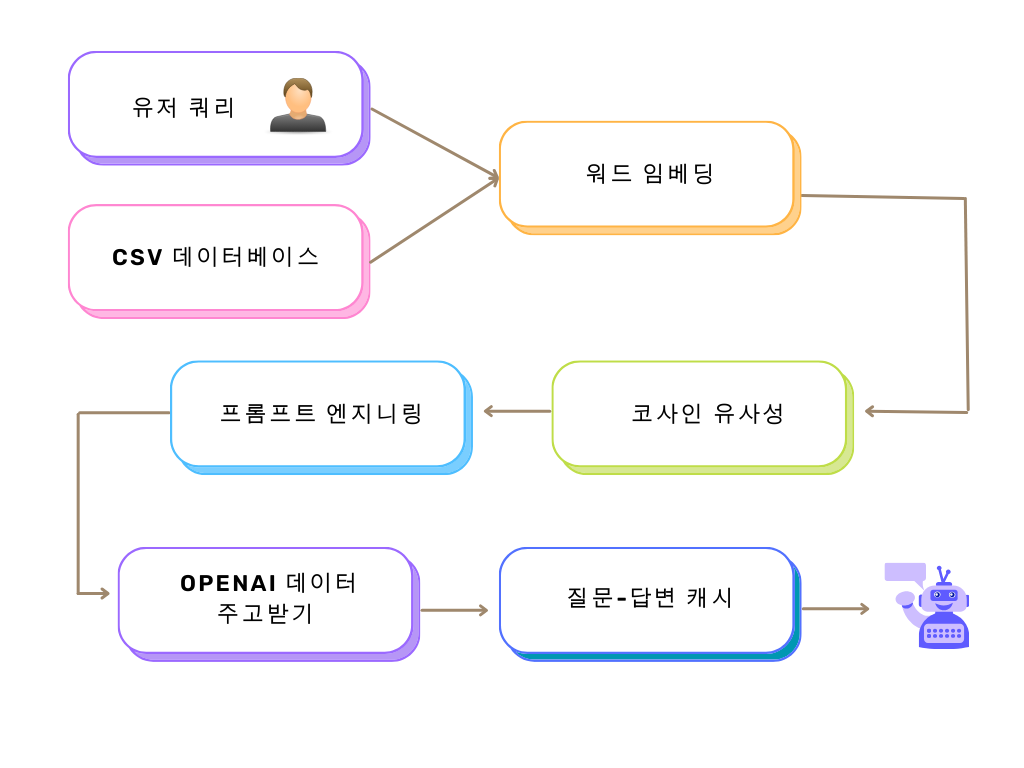 유저 쿼리
CSV 데이터베이스
워드 임베딩
프롬프트 엔지니링
코사인 유사성
OPENAI 데이터
주고받기
질문-답변 캐시